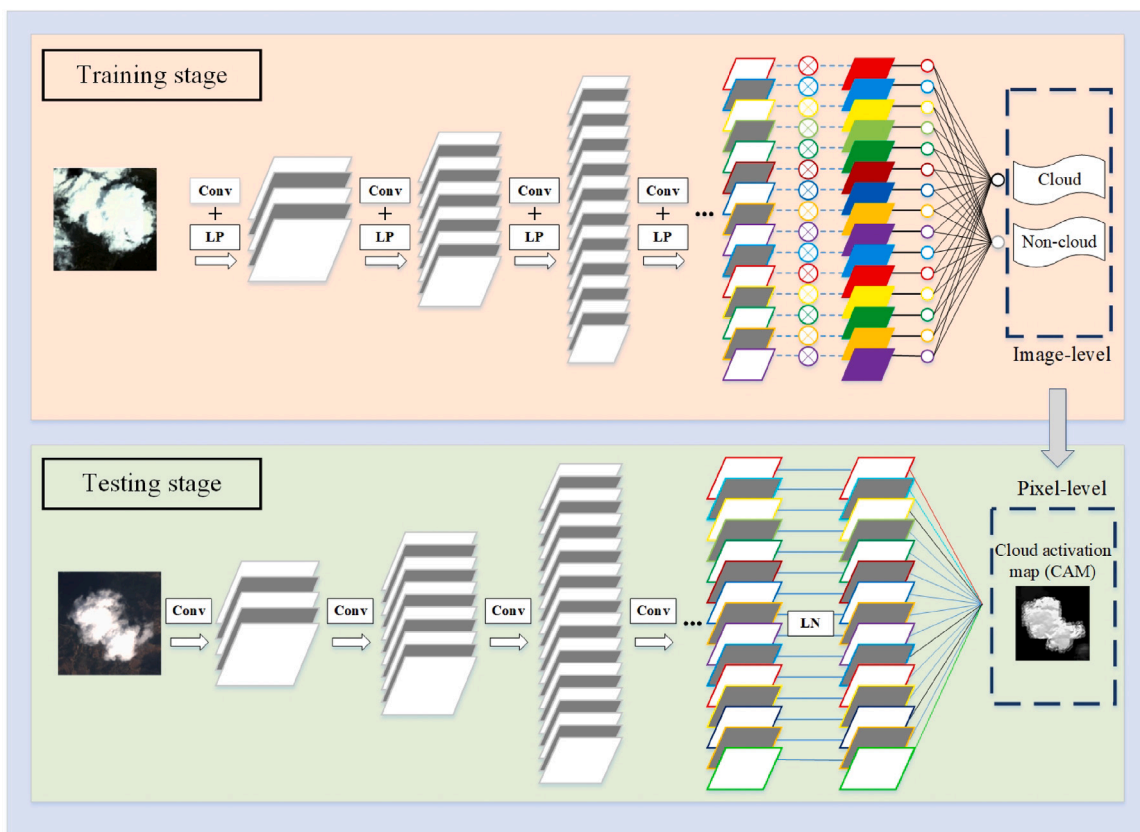 Training stage
Conv
+
LP
Conv
+
LP
Conv
+
LP
Conv
+
LP
...
Cloud
Non-cloud
Image-level
Testing stage
Pixel-level
Cloud activation
map (CAM)
Conv
Conv
Conv
Conv
...
LN